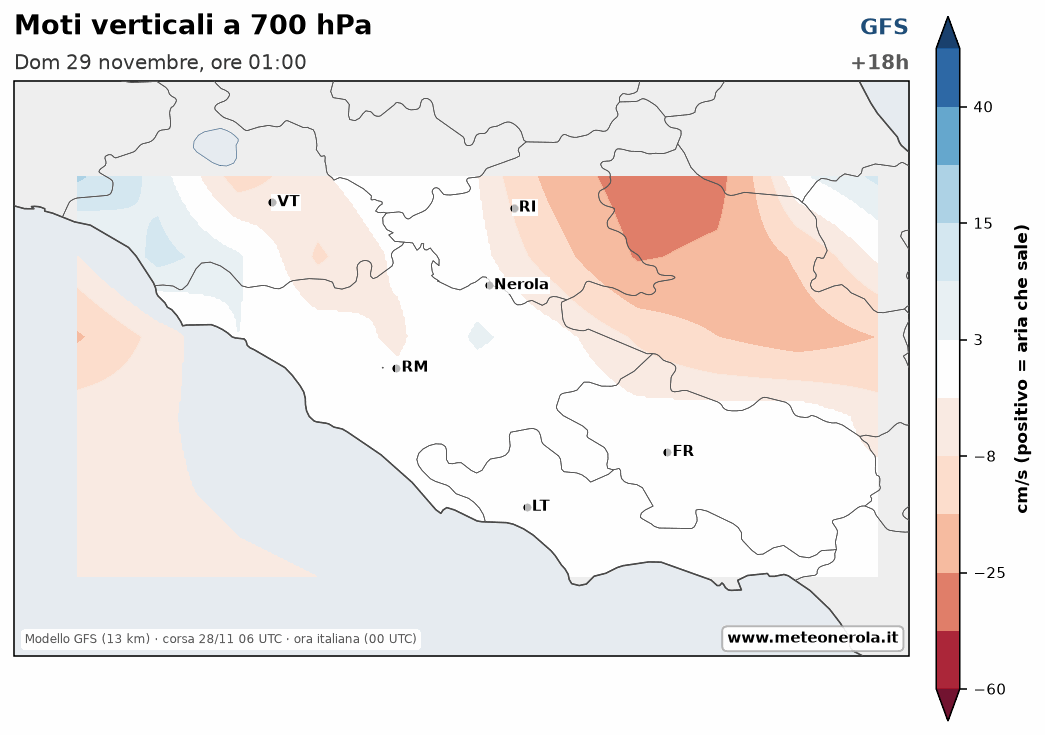 Moti verticali a 700 hPa
GFS
Dom 29 novembre, ore 01:00
+18h
VT
RI
Nerola
RM
FR
LT
40
15
3
−8
−25
−60
cm/s (positivo = aria che sale)
Modello GFS (13 km) · corsa 28/11 06 UTC · ora italiana (00 UTC)
www.meteonerola.it